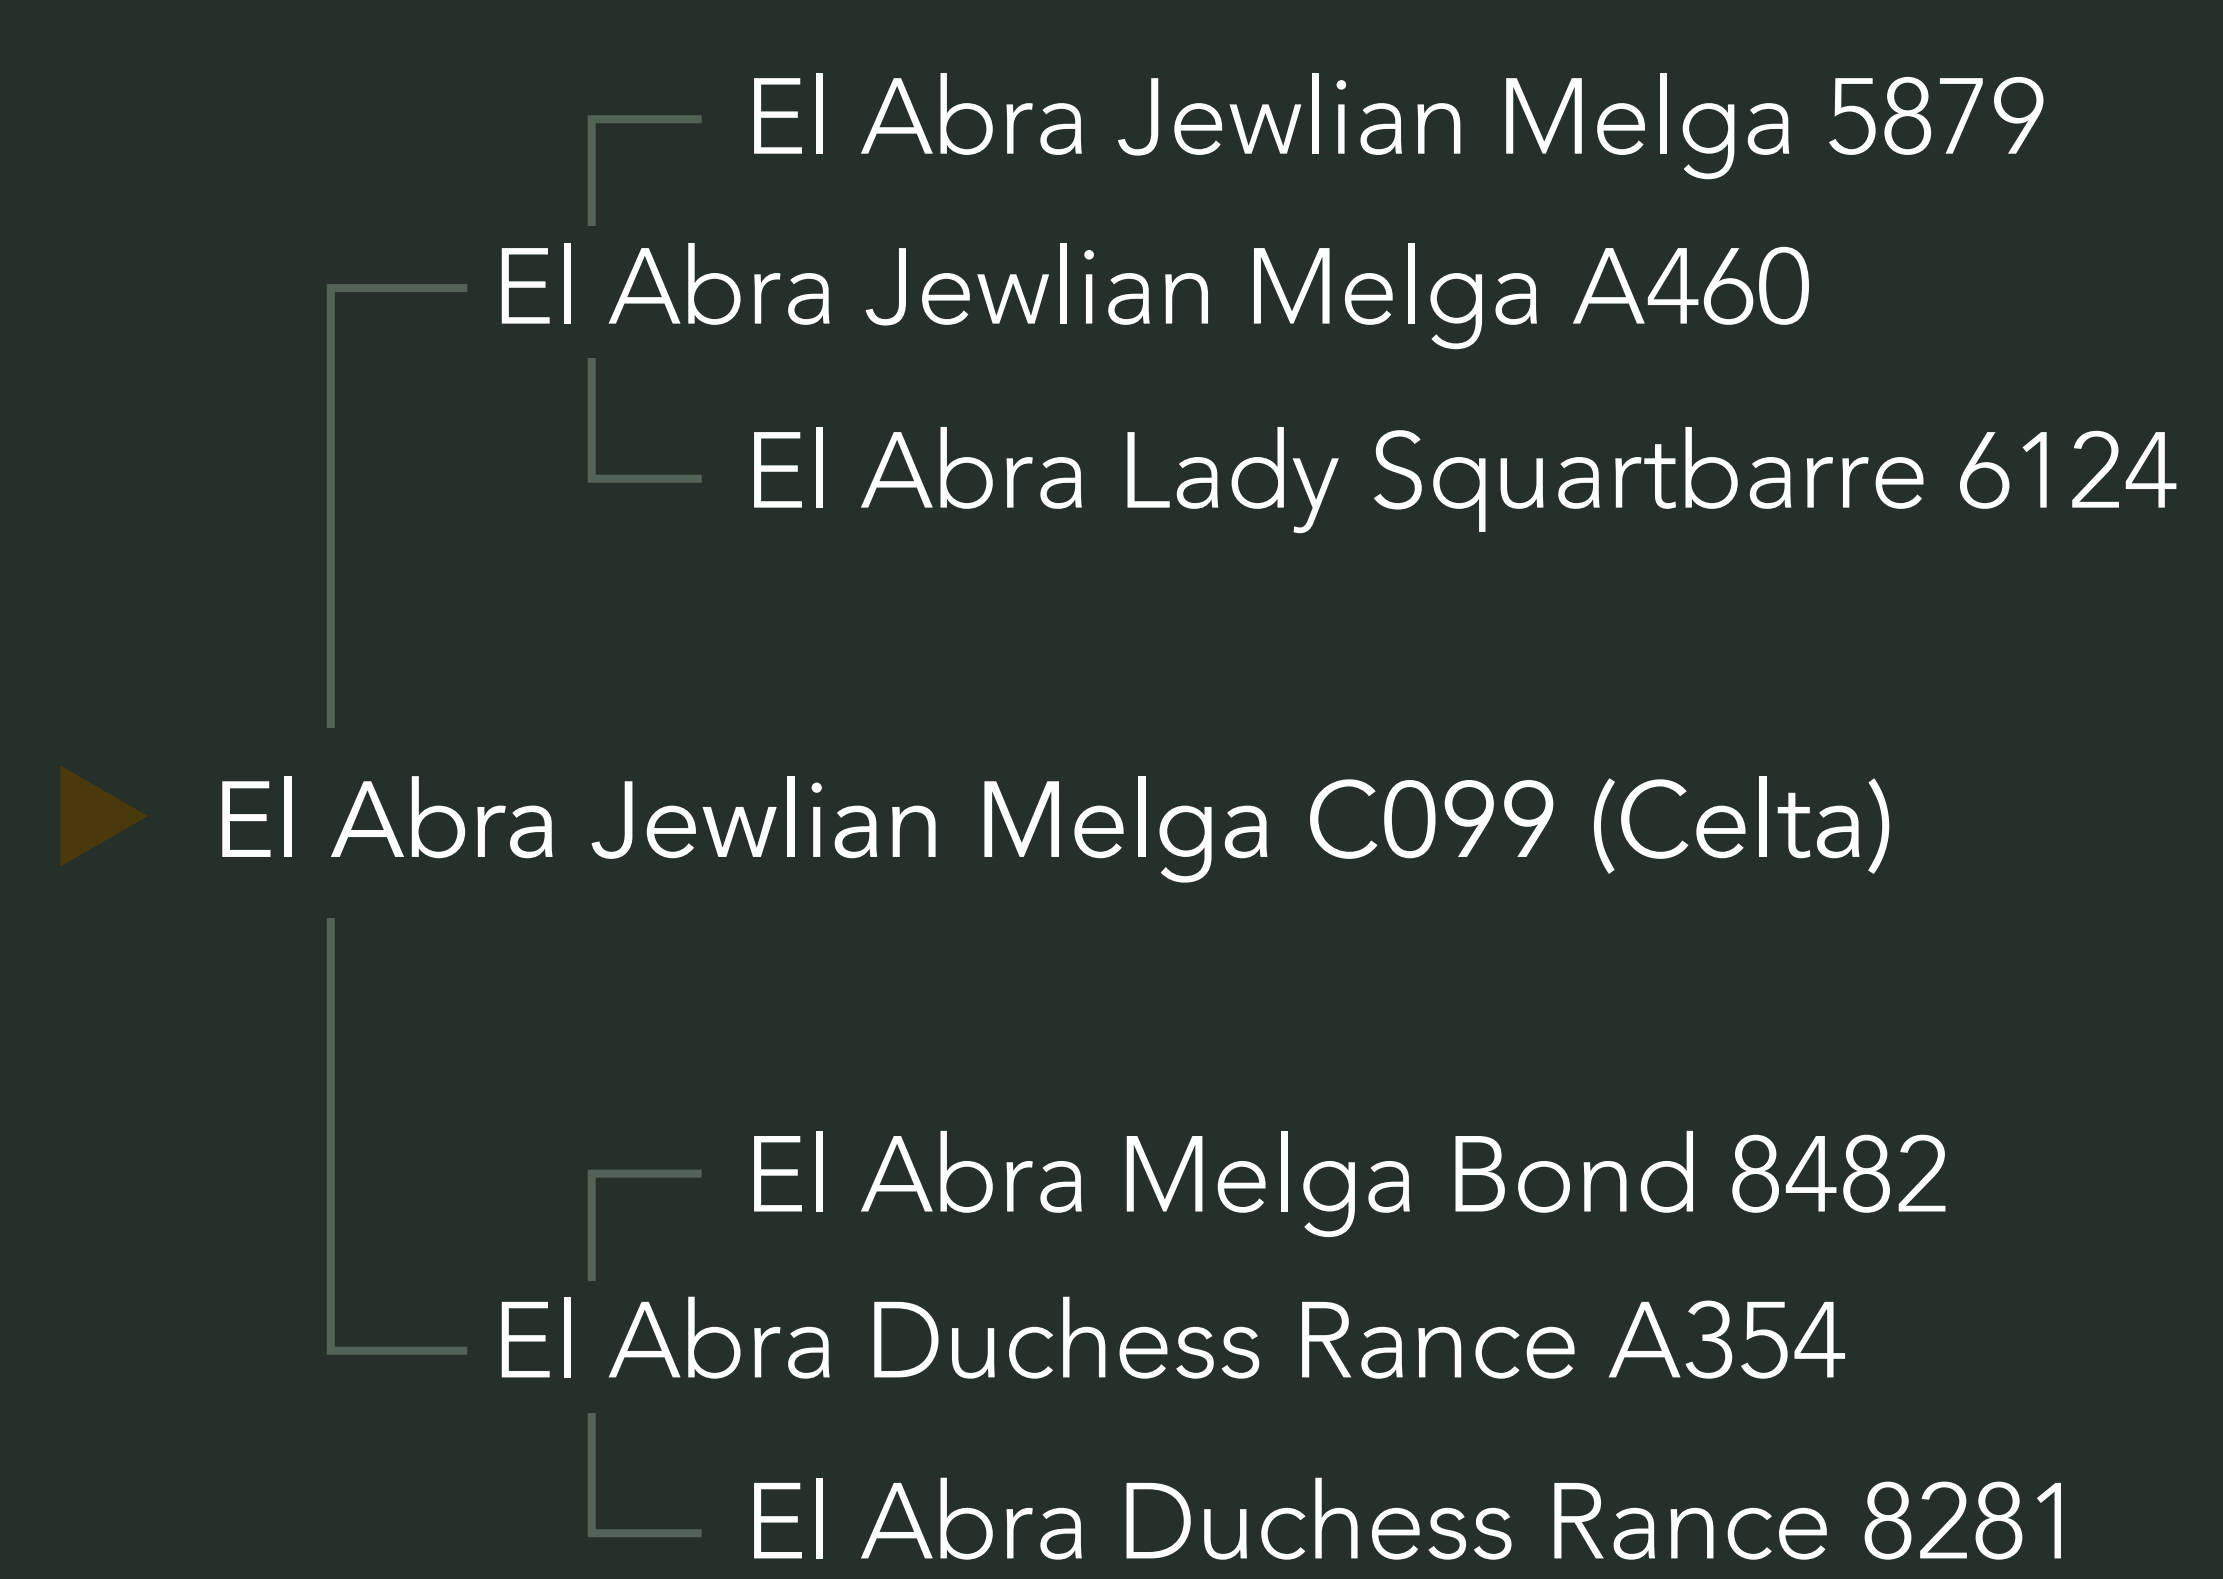 El Abra Jewlian Melga 5879
El Abra Jewlian Melga A460
El Abra Lady Squartbarre 6124
El Abra Jewlian Melga C099 (Celta)
El Abra Melga Bond 8482
El Abra Duchess Rance A354
El Abra Duchess Rance 8281